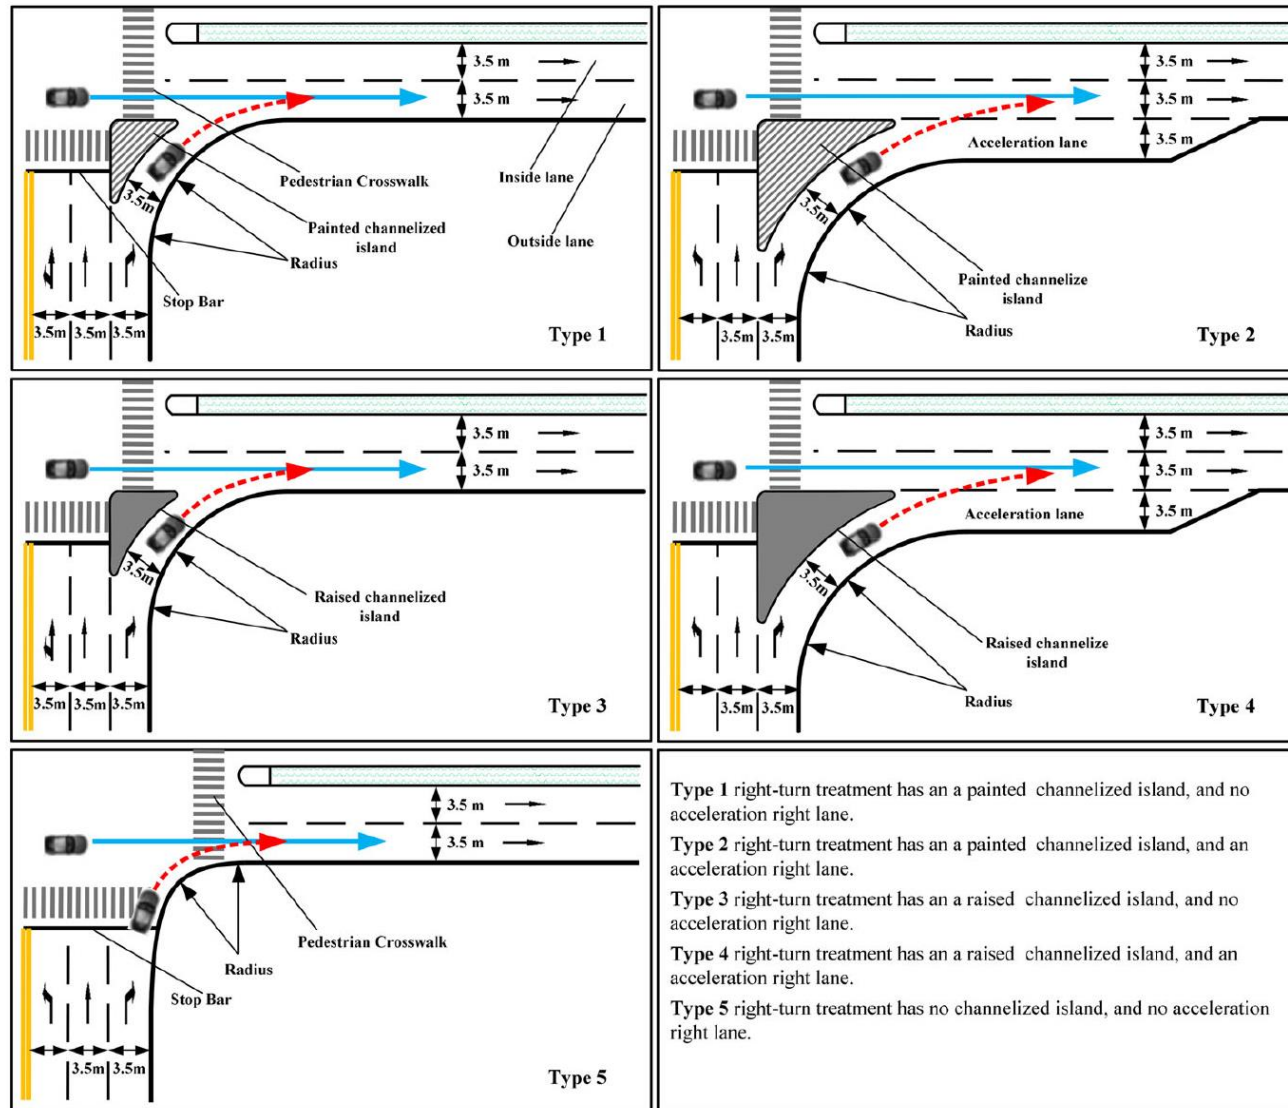 3.5 m
3.5 m
Inside lane
Outside lane
Pedestrian Crosswalk
3.5m
Painted channelized
island
Radius
Stop Bar
3.5m 3.5m 3.5m
Type 1
3.5 m
3.5 m
3.5 m
Acceleration lane
3.5m
Painted channelize
island
Radius
3.5m 3.5m
Type 2
3.5 m
3.5 m
3.5m
Raised channelized
island
Radius
3.5m 3.5m 3.5m
Type 3
3.5 m
3.5 m
3.5 m
Acceleration lane
3.5m
Raised channelize
island
Radius
3.5m 3.5m
Type 4
3.5 m
3.5 m
Pedestrian Crosswalk
Radius
Stop Bar
3.5m 3.5m
Type 5
Type 1 right-turn treatment has an a painted channelized island, and no
acceleration right lane.
Type 2 right-turn treatment has an a painted channelized island, and an
acceleration right lane.
Type 3 right-turn treatment has an a raised channelized island, and no
acceleration right lane.
Type 4 right-turn treatment has an a raised channelized island, and an
acceleration right lane.
Type 5 right-turn treatment has no channelized island, and no acceleration
right lane.